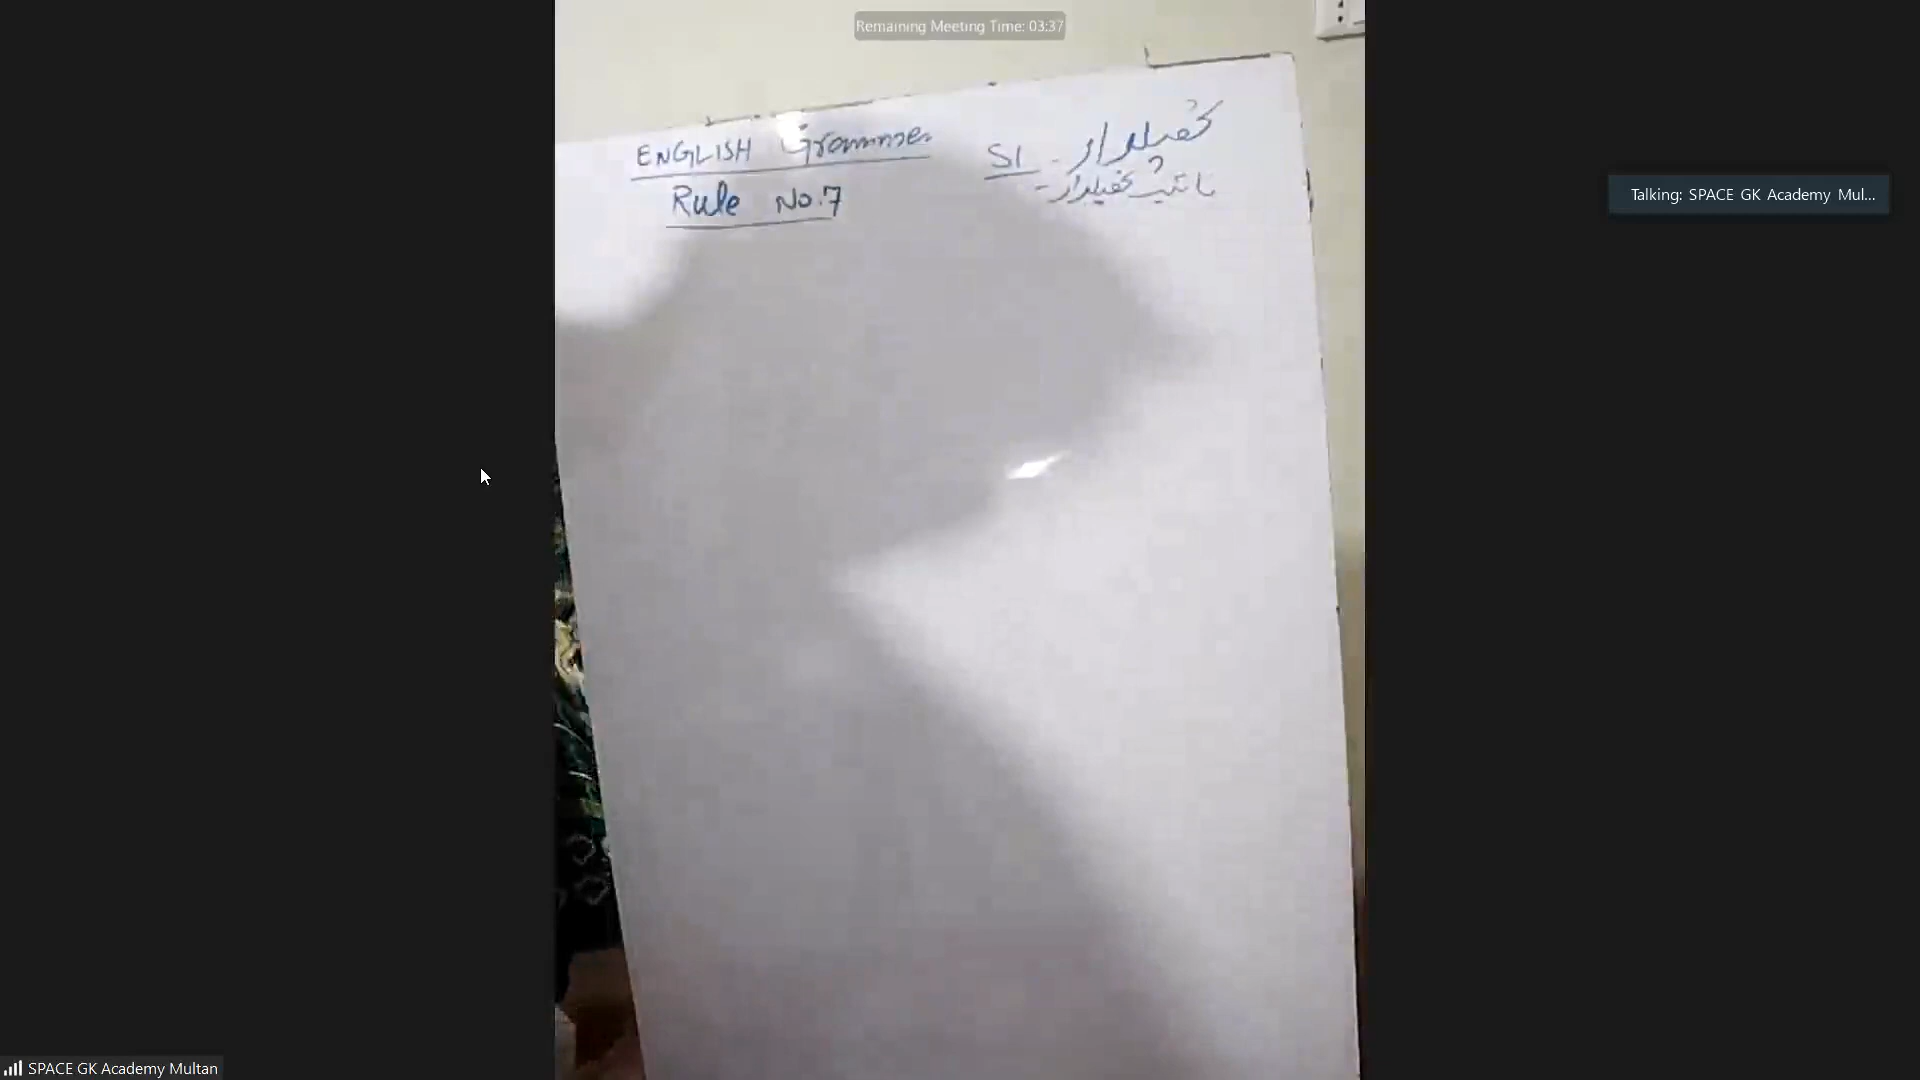 Remaining Meeting Time: 03:37
ENGLISH Grammer
Rule No.7
تحصیلدار - SI
نائب تحصیلدار -
Talking: SPACE GK Academy Mul...
SPACE GK Academy Multan